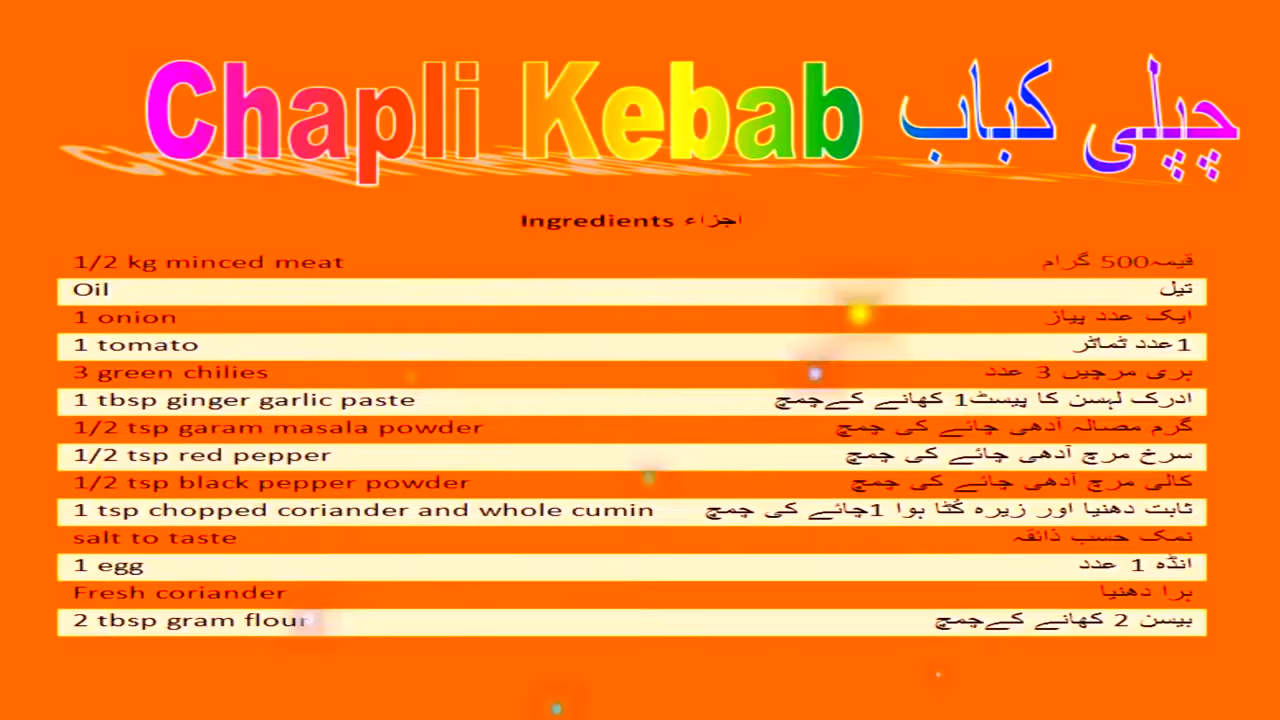 Chapli Kebab چپلی کباب
Ingredients اجزاء
1/2 kg minced meat قیمہ500 گرام
Oil تیل
1 onion ایک عدد پیاز
1 tomato 1عدد ٹماٹر
3 green chilies ہری مرچیں 3 عدد
1 tbsp ginger garlic paste ادرک لہسن کا پیسٹ1 کھانے کےچمچ
1/2 tsp garam masala powder گرم مصالہ آدھی چائے کی چمچ
1/2 tsp red pepper سرخ مرچ آدھی چائے کی چمچ
1/2 tsp black pepper powder کالی مرچ آدھی چائے کی چمچ
1 tsp chopped coriander and whole cumin ثابت دھنیا اور زیرہ کُٹا ہوا 1چائے کی چمچ
salt to taste نمک حسب ذائقہ
1 egg انڈہ 1 عدد
Fresh coriander ہرا دھنیا
2 tbsp gram flour بیسن 2 کھانے کےچمچ